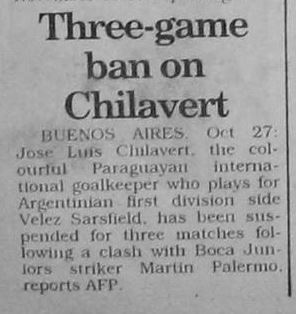 Three-game
ban on
Chilavert
BUENOS AIRES, Oct 27:
Jose Luis Chilavert, the col-
ourful Paraguayan interna-
tional goalkeeper who plays for
Argentinian first division side
Velez Sarsfield, has been sus-
pended for three matches fol-
lowing a clash with Boca Jun-
iors striker Martin Palermo,
reports AFP.